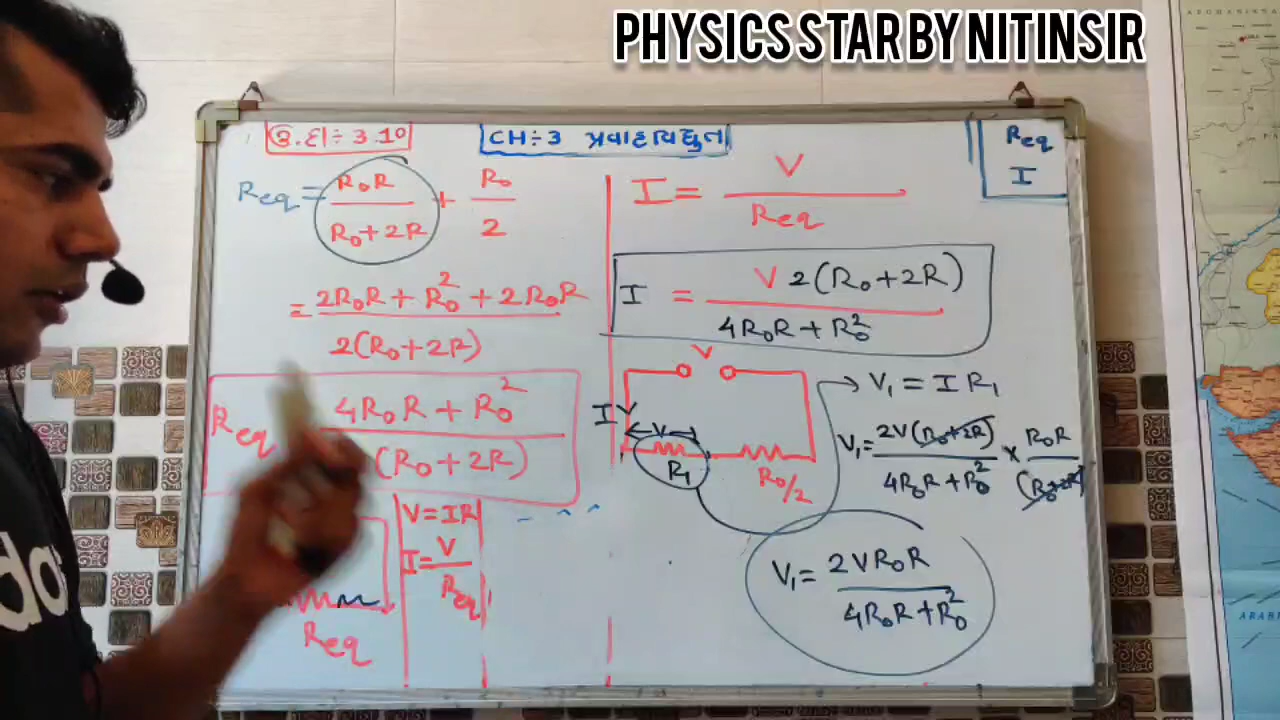 PHYSICS STAR BY NITINSIR
ઉ.દા÷ 3.10
CH÷3 પ્રવાહવિદ્યુત
Req
I
Req = R₀R / R₀+2R + R₀ / 2
= 2R₀R + R₀² + 2R₀R / 2(R₀+2R)
Req 4R₀R + R₀² / (R₀+2R)
V=IR
I= V / Req
Req
I = V / Req
I = V 2(R₀+2R) / 4R₀R + R₀²
V
I
V
R₁
R₀/2
V₁ = I R₁
V₁= 2V(R₀+2R) / 4R₀R + R₀² × R₀R / (R₀+2R)
V₁= 2VR₀R / 4R₀R+R₀²